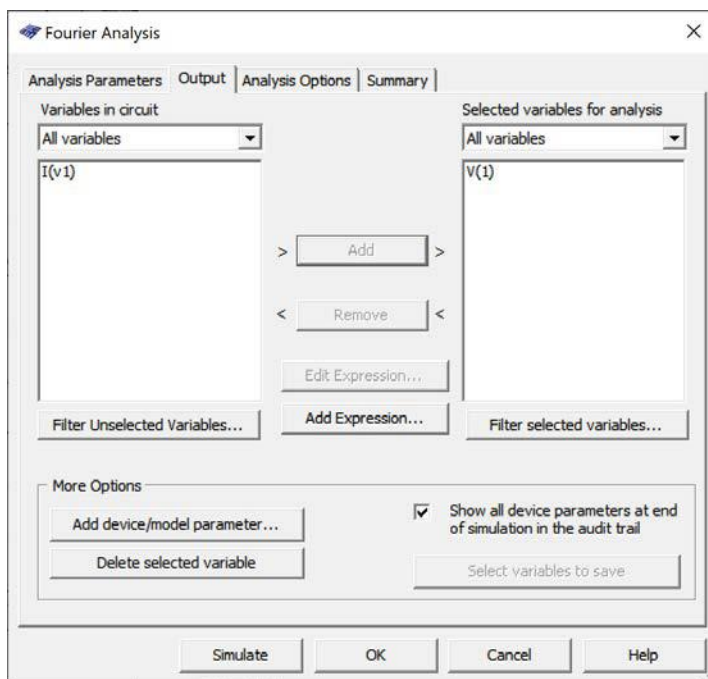 Fourier Analysis
Analysis Parameters Output Analysis Options Summary
Variables in circuit
Selected variables for analysis
All variables
All variables
I(v1)
V(1)
> Add >
< Remove <
Edit Expression...
Add Expression...
Filter Unselected Variables...
Filter selected variables...
More Options
Add device/model parameter...
Delete selected variable
Show all device parameters at end
of simulation in the audit trail
Select variables to save
Simulate OK Cancel Help